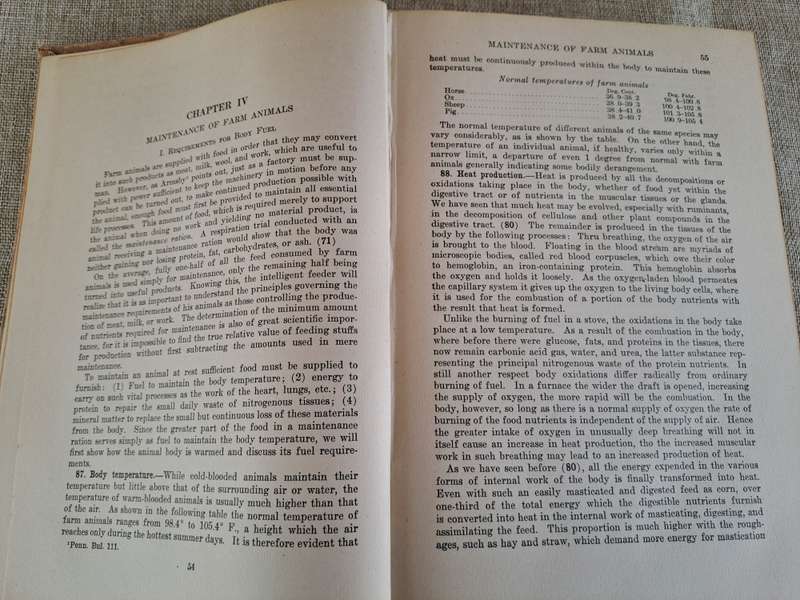 CHAPTER IV
MAINTENANCE OF FARM ANIMALS
I. REQUIREMENTS FOR BODY FUEL
Farm animals are supplied with food in order that they may convert
it into such products as meat, milk, wool, and work, which are useful to
man. However, as Armsby¹ points out, just as a factory must be sup-
plied with power sufficient to keep the machinery in motion before any
product can be turned out, so, to make continued production possible with
the animal, enough food must first be provided to maintain all essential
life processes. This amount of food, which is required merely to support
the animal when doing no work and yielding no material product, is
called the maintenance ration. A respiration trial conducted with an
animal receiving a maintenance ration would show that the body was
neither gaining nor losing protein, fat, carbohydrates, or ash. (71)
On the average, fully one-half of all the feed consumed by farm
animals is used simply for maintenance, only the remaining half being
turned into useful products. Knowing this, the intelligent feeder will
realize that it is as important to understand the principles governing the
maintenance requirements of his animals as those controlling the produc-
tion of meat, milk, or work. The determination of the minimum amount
of nutrients required for maintenance is also of great scientific impor-
tance, for it is impossible to find the true relative value of feeding stuffs
for production without first subtracting the amounts used in mere
maintenance.
To maintain an animal at rest sufficient food must be supplied to
furnish: (1) Fuel to maintain the body temperature; (2) energy to
carry on such vital processes as the work of the heart, lungs, etc.; (3)
protein to repair the small daily waste of nitrogenous tissues; (4)
mineral matter to replace the small but continuous loss of these materials
from the body. Since the greater part of the food in a maintenance
ration serves simply as fuel to maintain the body temperature, we will
first show how the animal body is warmed and discuss its fuel require-
ments.
87. Body temperature.—While cold-blooded animals maintain their
temperature but little above that of the surrounding air or water, the
temperature of warm-blooded animals is usually much higher than that
of the air. As shown in the following table the normal temperature of
farm animals ranges from 98.4° to 105.4° F., a height which the air
reaches only during the hottest summer days. It is therefore evident that
¹Penn. Bul. 111.
54
MAINTENANCE OF FARM ANIMALS 55
heat must be continuously produced within the body to maintain these
temperatures.
Normal temperatures of farm animals
Deg. Cent. Deg. Fahr.
Horse 36 9–38 2 98 4–100 8
Ox 38 0–39 3 100 4–102 8
Sheep 38 4–41 0 101 3–105 8
Pig 38 2–40 7 100 9–105 4
The normal temperature of different animals of the same species may
vary considerably, as is shown by the table. On the other hand, the
temperature of an individual animal, if healthy, varies only within a
narrow limit, a departure of even 1 degree from normal with farm
animals generally indicating some bodily derangement.
88. Heat production.—Heat is produced by all the decompositions or
oxidations taking place in the body, whether of food yet within the
digestive tract or of nutrients in the muscular tissues or the glands.
We have seen that much heat may be evolved, especially with ruminants,
in the decomposition of cellulose and other plant compounds in the
digestive tract. (80) The remainder is produced in the tissues of the
body by the following processes: Thru breathing, the oxygen of the air
is brought to the blood. Floating in the blood stream are myriads of
microscopic bodies, called red blood corpuscles, which owe their color
to hemoglobin, an iron-containing protein. This hemoglobin absorbs
the oxygen and holds it loosely. As the oxygen-laden blood permeates
the capillary system it gives up the oxygen to the living body cells, where
it is used for the combustion of a portion of the body nutrients with
the result that heat is formed.
Unlike the burning of fuel in a stove, the oxidations in the body take
place at a low temperature. As a result of the combustion in the body,
where before there were glucose, fats, and proteins in the tissues, there
now remain carbonic acid gas, water, and urea, the latter substance rep-
resenting the principal nitrogenous waste of the protein nutrients. In
still another respect body oxidations differ radically from ordinary
burning of fuel. In a furnace the wider the draft is opened, increasing
the supply of oxygen, the more rapid will be the combustion. In the
body, however, so long as there is a normal supply of oxygen the rate of
burning of the food nutrients is independent of the supply of air. Hence
the greater intake of oxygen in unusually deep breathing will not in
itself cause an increase in heat production, tho the increased muscular
work in such breathing may lead to an increased production of heat.
As we have seen before (80), all the energy expended in the various
forms of internal work of the body is finally transformed into heat.
Even with such an easily masticated and digested feed as corn, over
one-third of the total energy which the digestible nutrients furnish
is converted into heat in the internal work of masticating, digesting, and
assimilating the feed. This proportion is much higher with the rough-
ages, such as hay and straw, which demand more energy for mastication